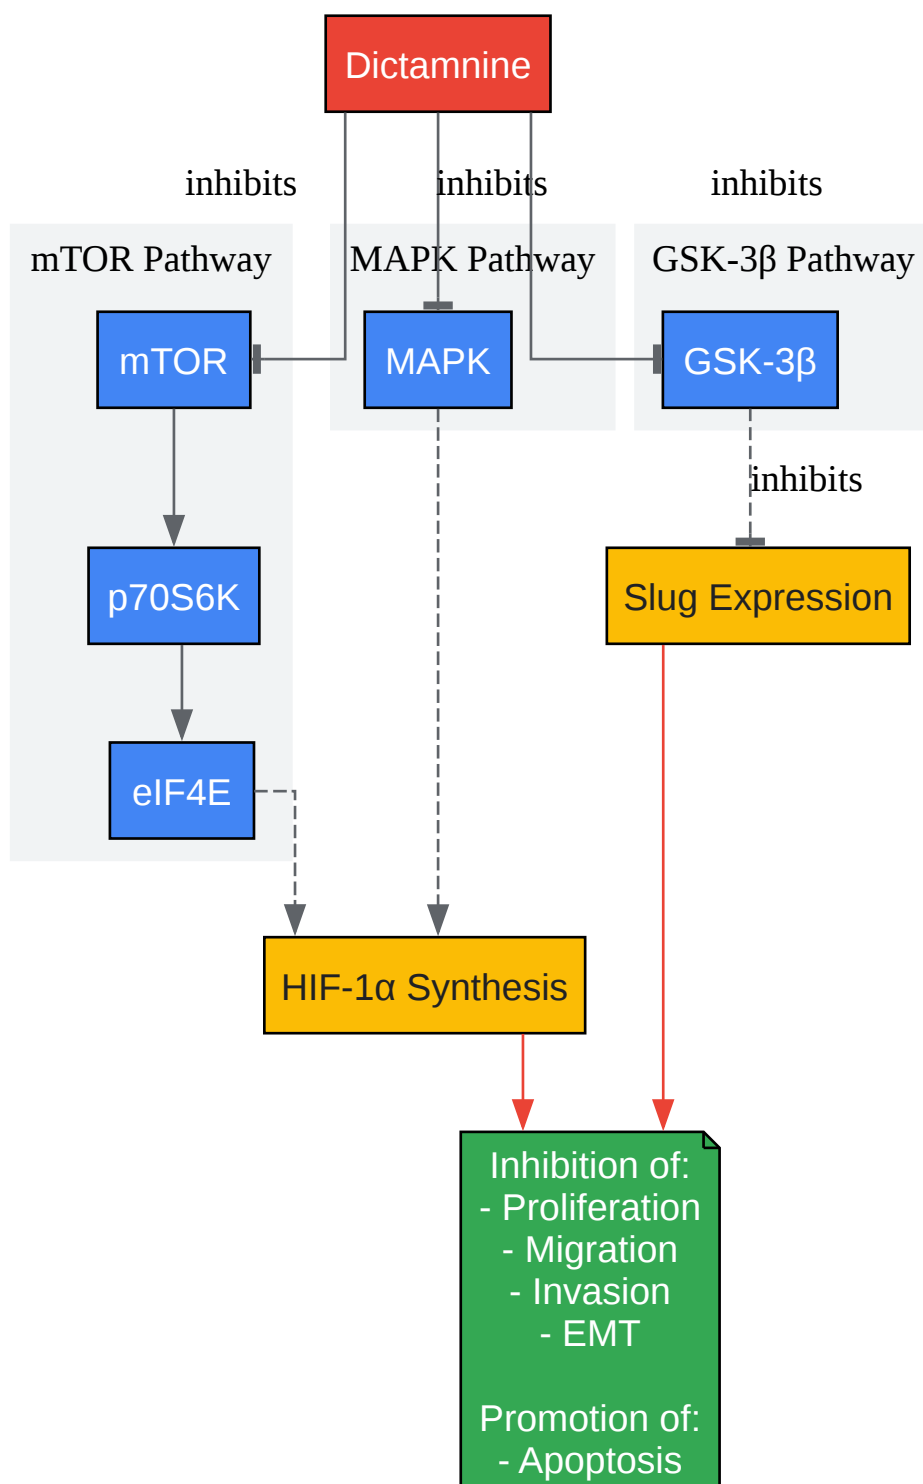 Dictamnine
inhibits
inhibits
inhibits
mTOR Pathway
MAPK Pathway
GSK-3β Pathway
mTOR
MAPK
GSK-3β
inhibits
p70S6K
Slug Expression
eIF4E
HIF-1α Synthesis
Inhibition of:
- Proliferation
- Migration
- Invasion
- EMT
Promotion of:
- Apoptosis